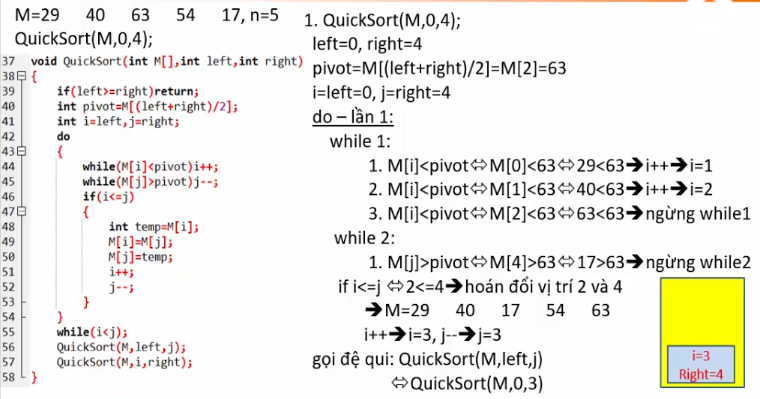 M=29 40 63 54 17, n=5
QuickSort(M,0,4);
37 void QuickSort(int M[],int left,int right)
38 {
39 if(left>=right)return;
40 int pivot=M[(left+right)/2];
41 int i=left,j=right;
42 do
43 {
44 while(M[i]<pivot)i++;
45 while(M[j]>pivot)j--;
46 if(i<=j)
47 {
48 int temp=M[i];
49 M[i]=M[j];
50 M[j]=temp;
51 i++;
52 j--;
53 }
54 }
55 while(i<j);
56 QuickSort(M,left,j);
57 QuickSort(M,i,right);
58 }
1. QuickSort(M,0,4);
left=0, right=4
pivot=M[(left+right)/2]=M[2]=63
i=left=0, j=right=4
do – lần 1:
while 1:
1. M[i]<pivot⇔M[0]<63⇔29<63➔i++➔i=1
2. M[i]<pivot⇔M[1]<63⇔40<63➔i++➔i=2
3. M[i]<pivot⇔M[2]<63⇔63<63➔ngừng while1
while 2:
1. M[j]>pivot⇔M[4]>63⇔17>63➔ngừng while2
if i<=j ⇔2<=4➔hoán đổi vị trí 2 và 4
➔M=29 40 17 54 63
i++➔i=3, j--➔j=3
gọi đệ qui: QuickSort(M,left,j)
⇔QuickSort(M,0,3)
i=3
Right=4